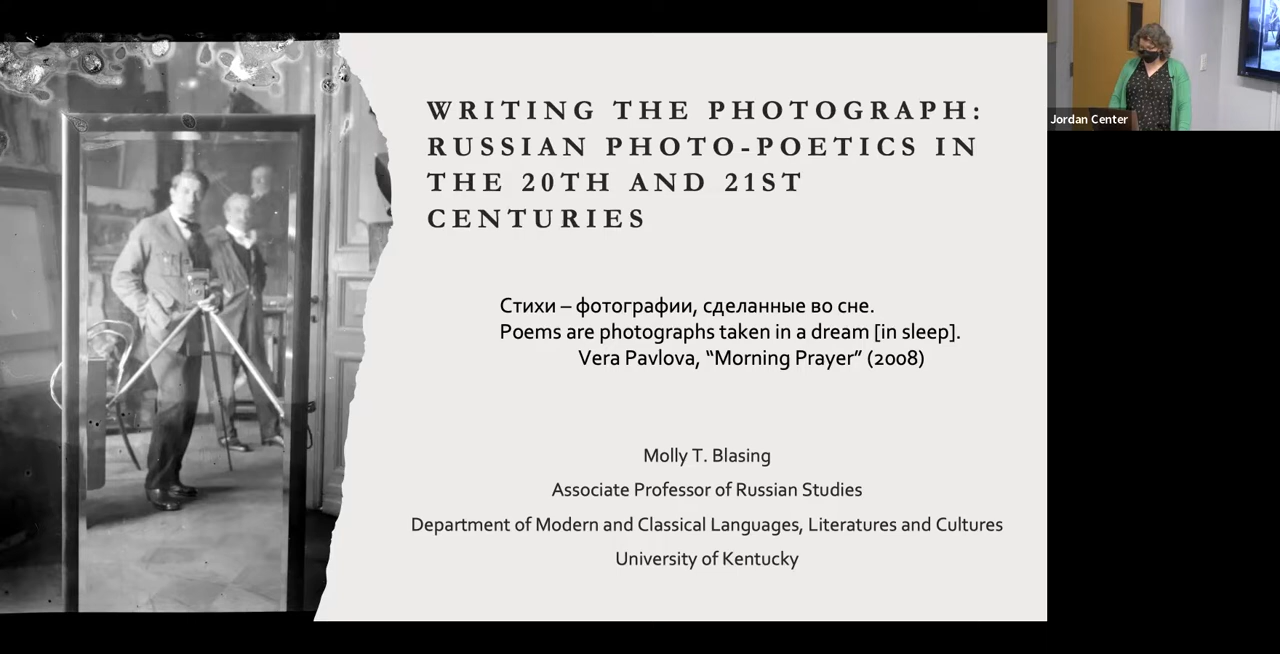 WRITING THE PHOTOGRAPH:
RUSSIAN PHOTO-POETICS IN
THE 20TH AND 21ST
CENTURIES
Стихи – фотографии, сделанные во сне.
Poems are photographs taken in a dream [in sleep].
Vera Pavlova, “Morning Prayer” (2008)
Molly T. Blasing
Associate Professor of Russian Studies
Department of Modern and Classical Languages, Literatures and Cultures
University of Kentucky
Jordan Center